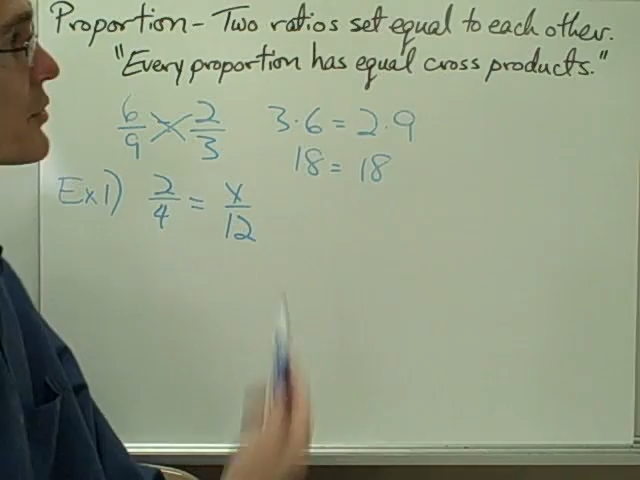 Proportion - Two ratios set equal to each other.
"Every proportion has equal cross products."
6/9 2/3 3·6 = 2·9
18 = 18
Ex1) 2/4 = x/12